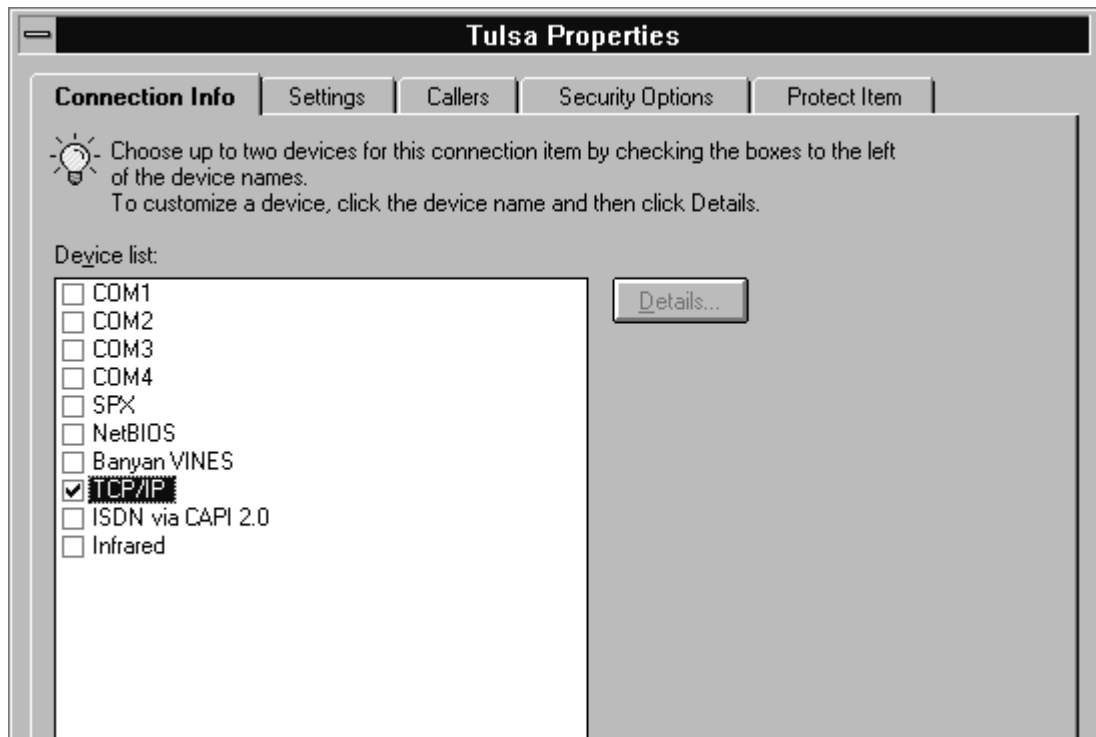 Tulsa Properties
Connection Info
Settings
Callers
Security Options
Protect Item
Choose up to two devices for this connection item by checking the boxes to the left
of the device names.
To customize a device, click the device name and then click Details.
Device list:
Details...
COM1
COM2
COM3
COM4
SPX
NetBIOS
Banyan VINES
TCP/IP
ISDN via CAPI 2.0
Infrared